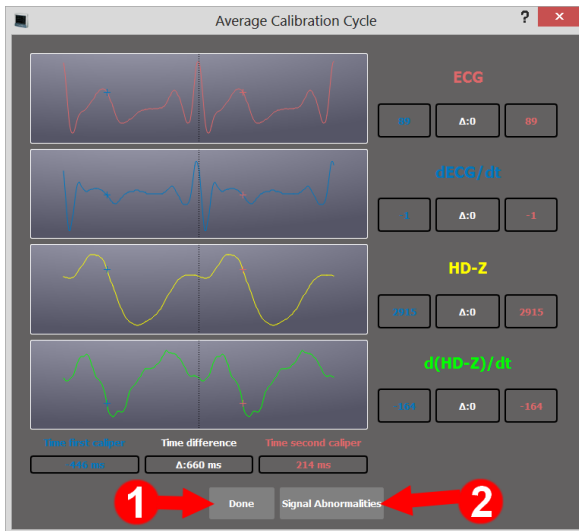 Average Calibration Cycle
? ×
ECG
89 Δ:0 89
dECG/dt
-1 Δ:0 -1
HD-Z
2915 Δ:0 2915
d(HD-Z)/dt
-164 Δ:0 -164
Time first caliper Time difference Time second caliper
-446 ms Δ:660 ms 214 ms
1 Done Signal Abnormalities 2